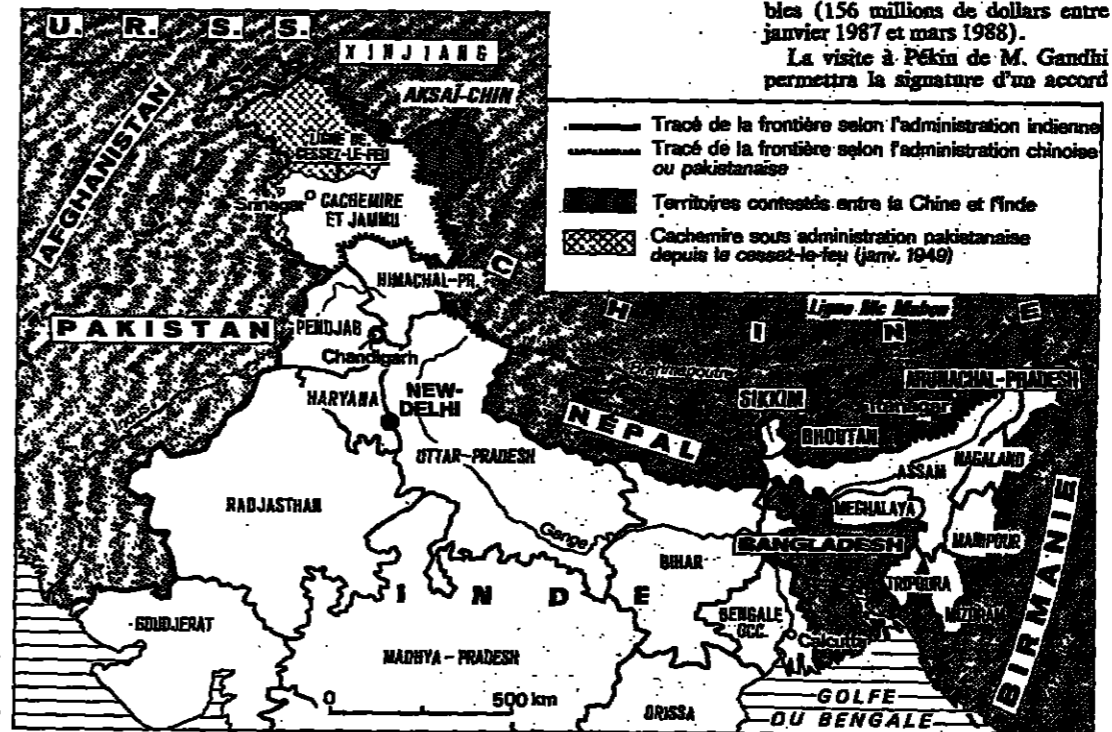 bles (156 millions de dollars entre
janvier 1987 et mars 1988).
La visite à Pékin de M. Gandhi
permettra la signature d'un accord
Tracé de la frontière selon l'administration indienne
Tracé de la frontière selon l'administration chinoise
ou pakistanaise
Territoires contestés entre la Chine et l'Inde
Cachemire sous administration pakistanaise
depuis le cessez-le-feu (janv. 1949)
U. R. S. S.
XINJIANG
AKSAÏ-CHIN
AFGHANISTAN
LIGNE DE
CESSEZ-LE-FEU
Srinagar
CACHEMIRE
ET JAMMU
HIMACHAL-PR.
CHINE
Ligne Mc Mahon
PAKISTAN
PENDJAB
Chandigarh
Indus
HARYANA
NEW-
DELHI
NÉPAL
Brahmapoutre
SIKKIM
BHOUTAN
ARUNACHAL-PRADESH
Itanagar
ASSAM
NAGALAND
UTTAR-PRADESH
RADJASTHAN
MEGHALAYA
Gange
BANGLADESH
MANIPOUR
BIHAR
TRIPOURA
MIZORAM
BIRMANIE
INDE
GOUDJERAT
BENGALE
OCC.
Calcutta
MADHYA-PRADESH
0 500 km
ORISSA
GOLFE
DU BENGALE